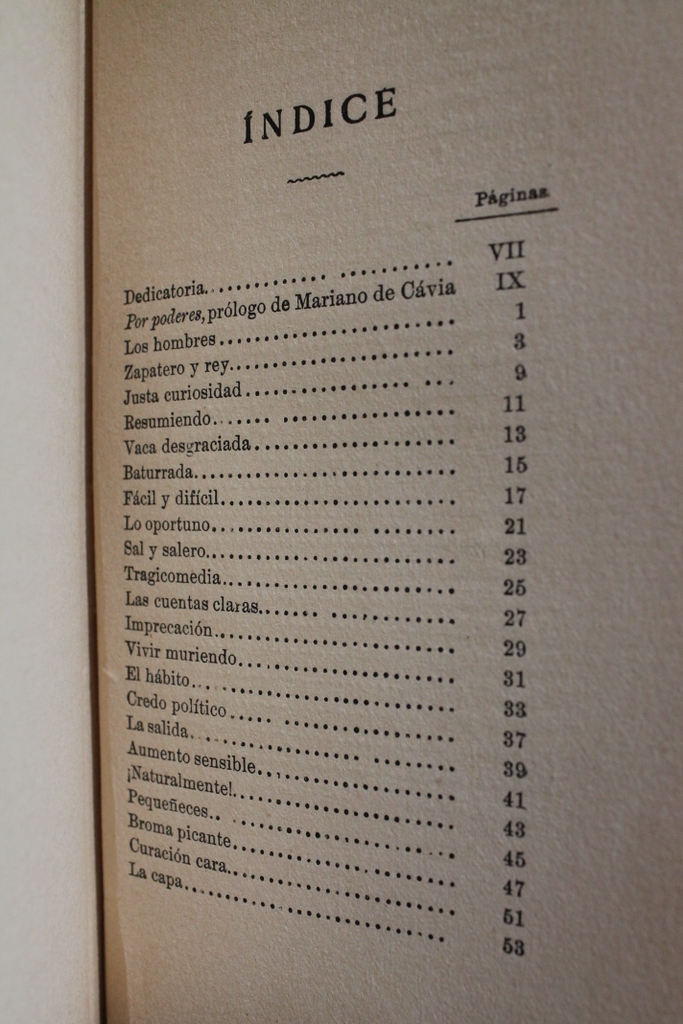 ÍNDICE
Páginas
Dedicatoria........................ VII
Por poderes, prólogo de Mariano de Cávia IX
Los hombres........................ 1
Zapatero y rey........................ 3
Justa curiosidad........................ 9
Resumiendo........................ 11
Vaca desgraciada........................ 13
Baturrada........................ 15
Fácil y difícil........................ 17
Lo oportuno........................ 21
Sal y salero........................ 23
Tragicomedia........................ 25
Las cuentas claras........................ 27
Imprecación........................ 29
Vivir muriendo........................ 31
El hábito........................ 33
Credo político........................ 37
La salida........................ 39
Aumento sensible........................ 41
¡Naturalmente!........................ 43
Pequeñeces........................ 45
Broma picante........................ 47
Curación cara........................ 51
La capa........................ 53